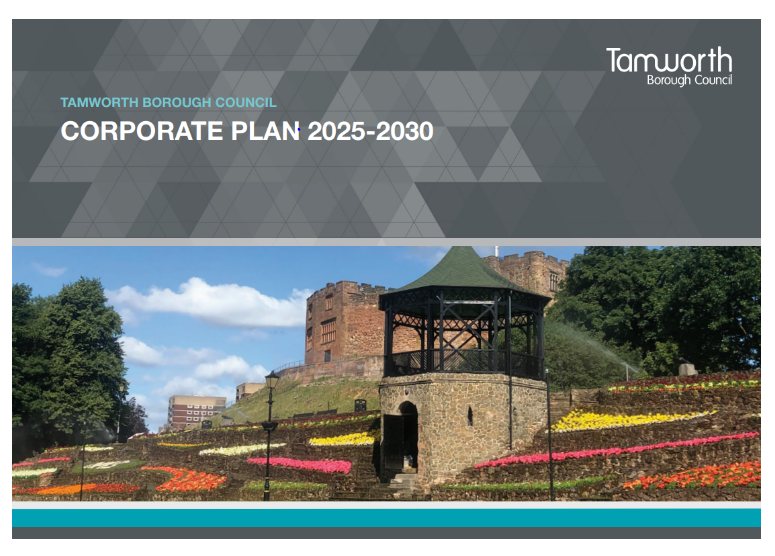 Tamworth
Borough Council
TAMWORTH BOROUGH COUNCIL
CORPORATE PLAN 2025-2030